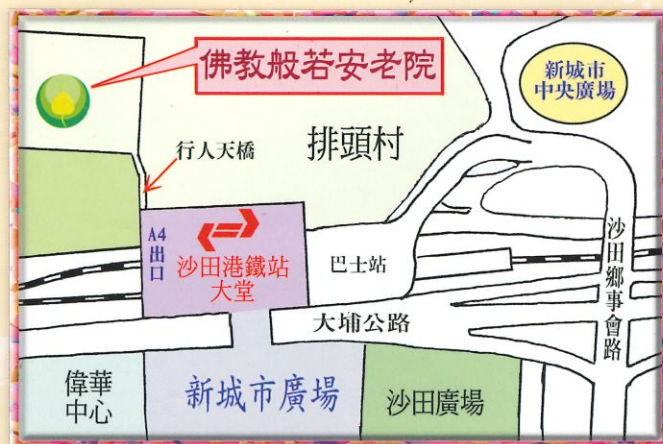 佛教般若安老院
新城市
中央廣場
行人天橋
排頭村
A4
出口
沙田港鐵站
大堂
巴士站
沙田鄉事會路
大埔公路
偉華
中心
新城市廣場
沙田廣場